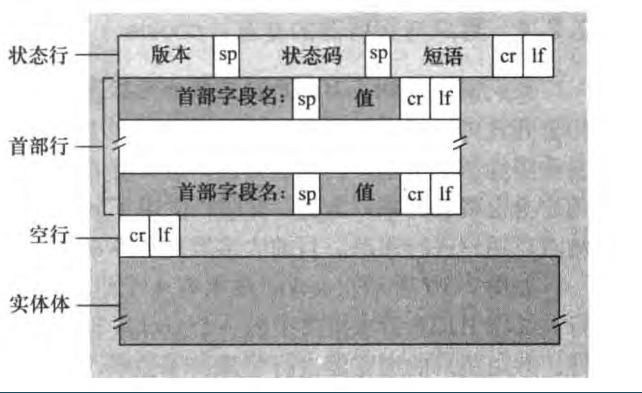 状态行 版本 sp 状态码 sp 短语 cr lf
首部字段名: sp 值 cr lf
首部行
首部字段名: sp 值 cr lf
空行 cr lf
实体体